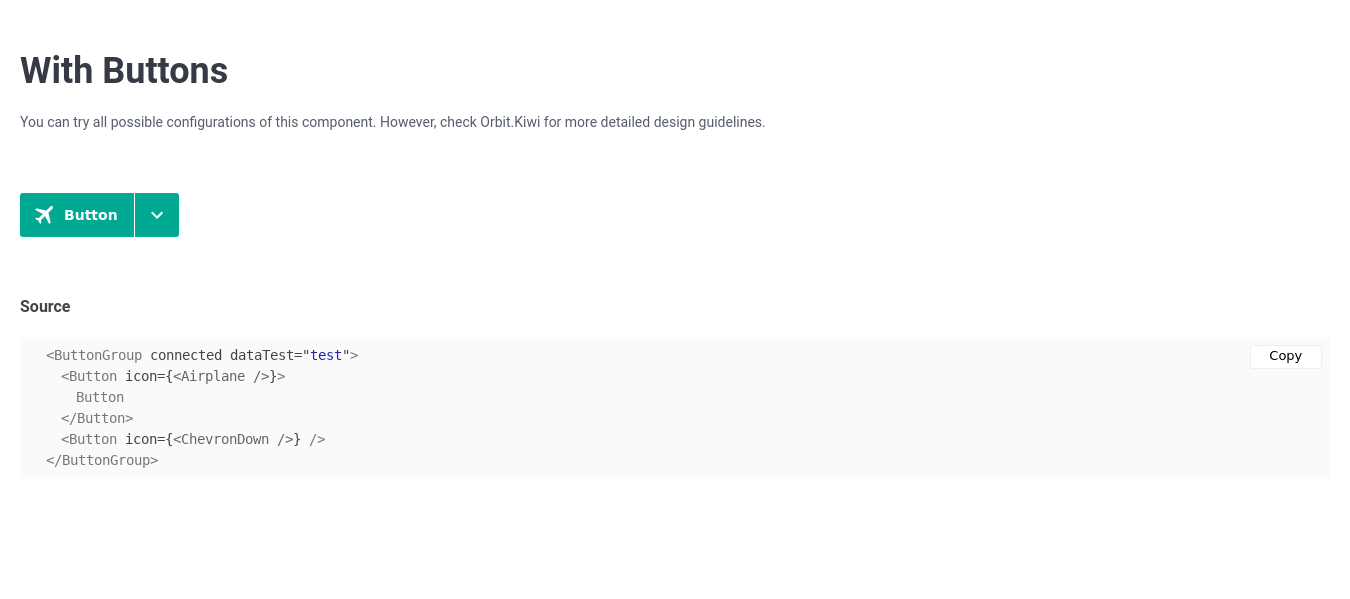 With Buttons
You can try all possible configurations of this component. However, check Orbit.Kiwi for more detailed design guidelines.
Button
Source
<ButtonGroup connected dataTest="test">
Copy
<Button icon={<Airplane />}>
Button
</Button>
<Button icon={<ChevronDown />} />
</ButtonGroup>